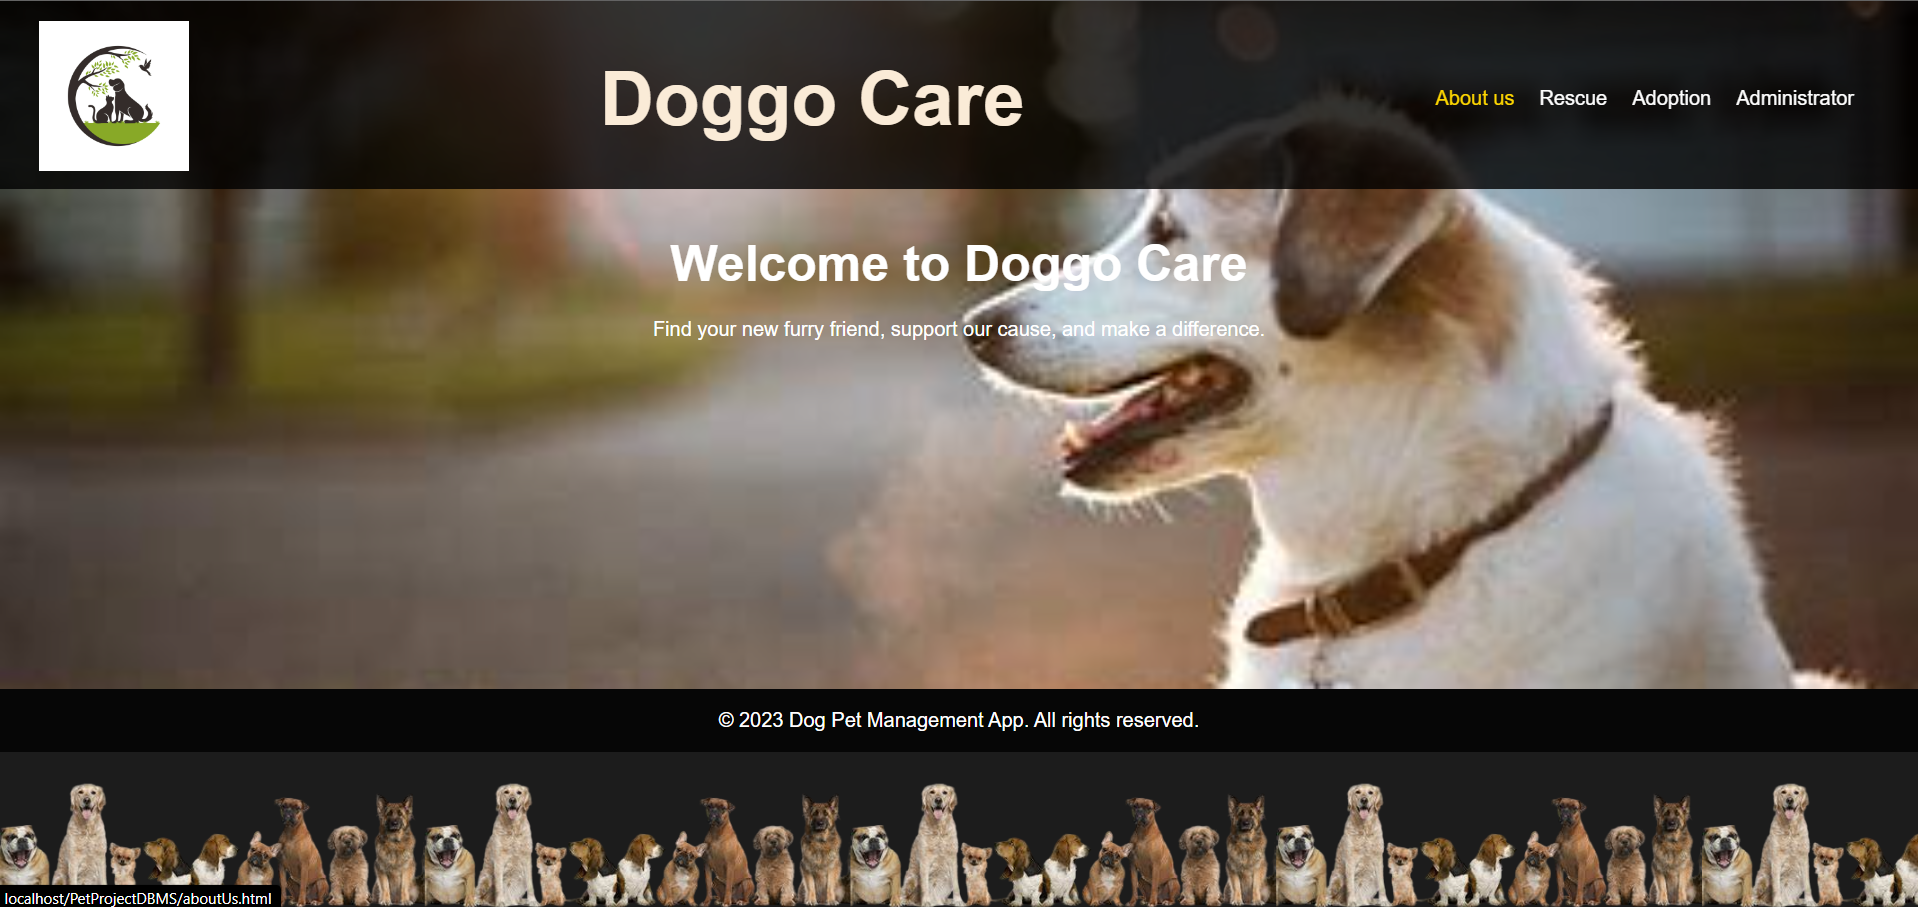 Doggo Care
About us
Rescue
Adoption
Administrator
Welcome to Doggo Care
Find your new furry friend, support our cause, and make a difference.
© 2023 Dog Pet Management App. All rights reserved.
localhost/PetProjectDBMS/aboutUs.html